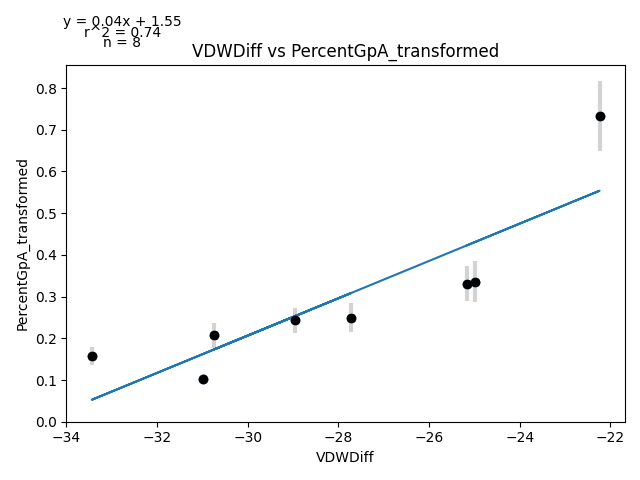 y = 0.04x + 1.55
r^2 = 0.74
n = 8
VDWDiff vs PercentGpA_transformed
PercentGpA_transformed
0.8
0.7
0.6
0.5
0.4
0.3
0.2
0.1
0.0
−34
−32
−30
−28
−26
−24
−22
VDWDiff